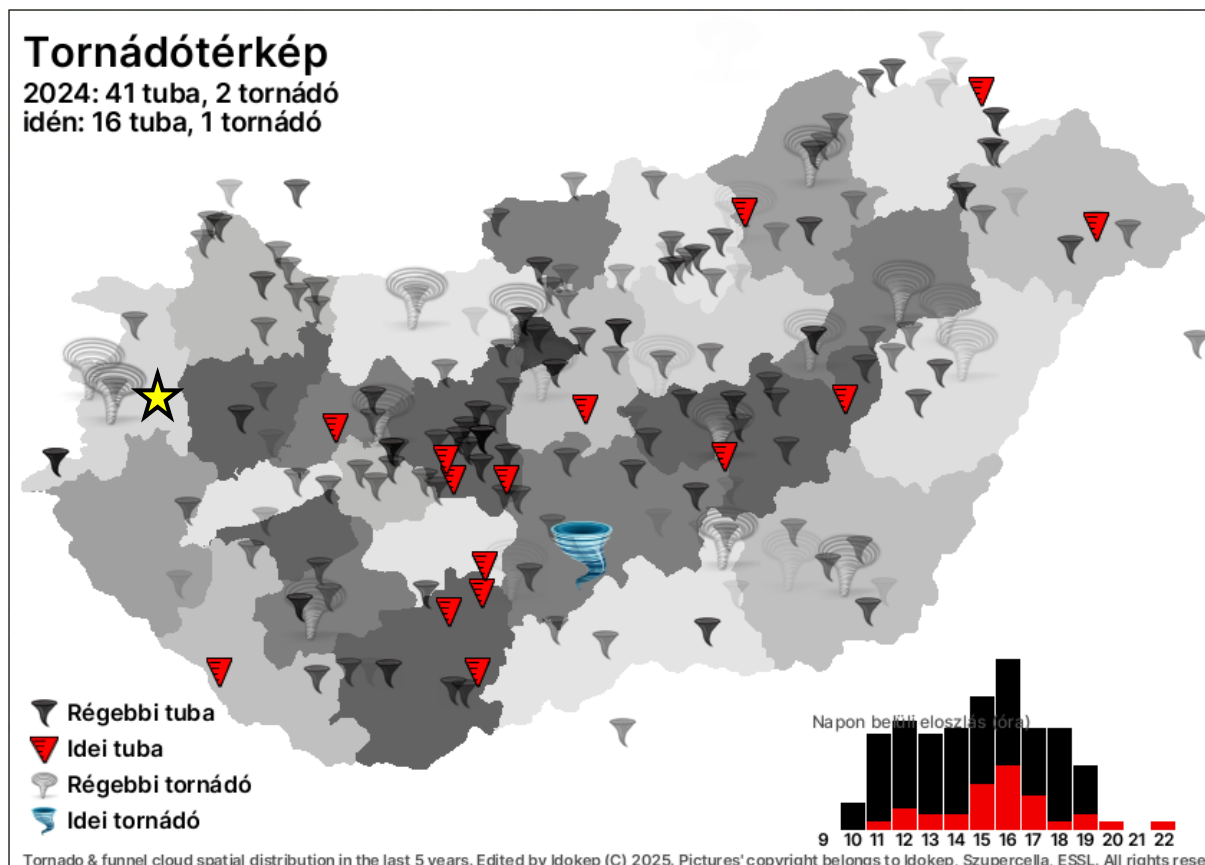 Tornádótérkép
2024: 41 tuba, 2 tornádó
idén: 16 tuba, 1 tornádó
Régebbi tuba
Idei tuba
Régebbi tornádó
Idei tornádó
Napon belüli eloszlás (óra)
9 10 11 12 13 14 15 16 17 18 19 20 21 22
Tornado & funnel cloud spatial distribution in the last 5 years. Edited by Idokep (C) 2025. Pictures' copyright belongs to Idokep, Szupercella, ESSL. All rights rese